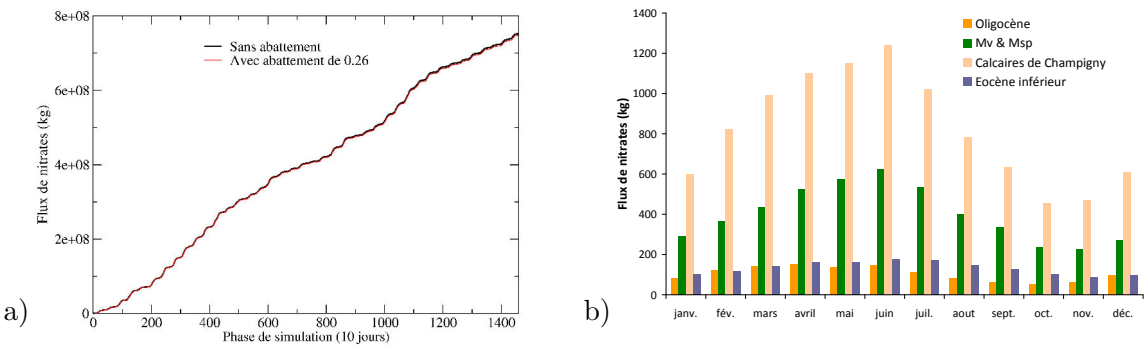 a)
8e+08
6e+08
4e+08
2e+08
0
Flux de nitrates (kg)
Sans abattement
Avec abattement de 0.26
0 200 400 600 800 1000 1200 1400
Phase de simulation (10 jours)
b)
1400
1200
1000
800
600
400
200
0
Flux de nitrates (kg)
Oligocène
Mv & Msp
Calcaires de Champigny
Eocène inférieur
janv. fév. mars avril mai juin juil. aout sept. oct. nov. déc.